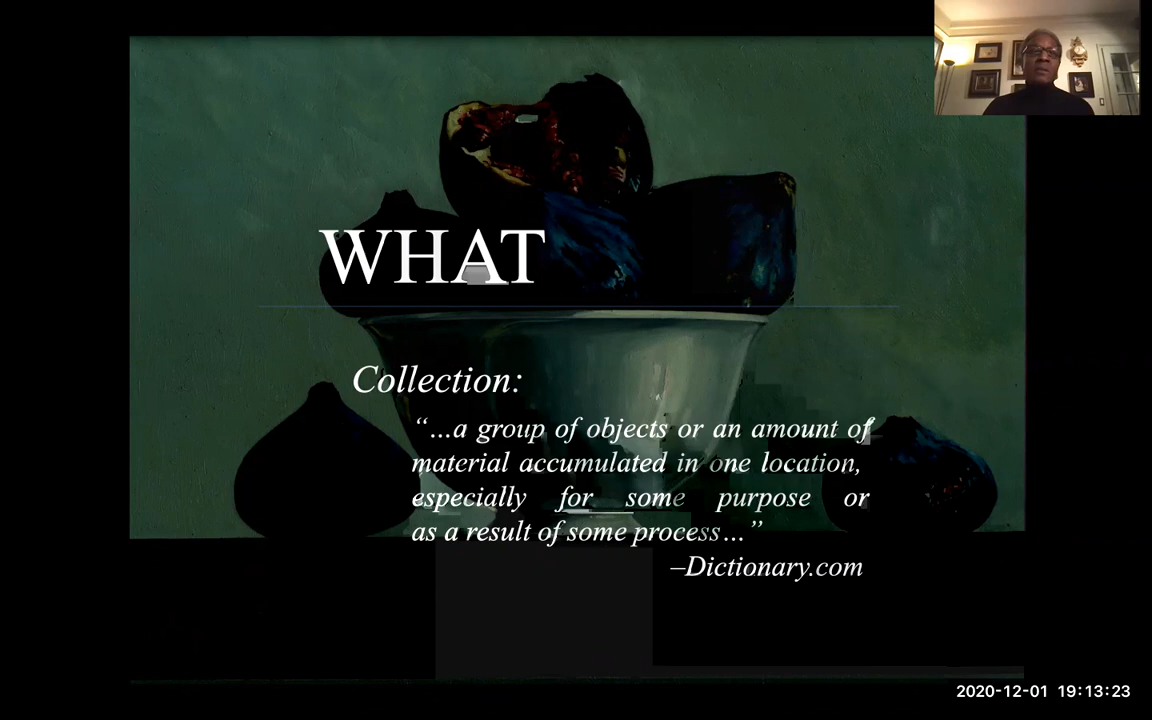 WHAT
Collection:
“…a group of objects or an amount of
material accumulated in one location,
especially for some purpose or
as a result of some process…”
–Dictionary.com
2020-12-01 19:13:23